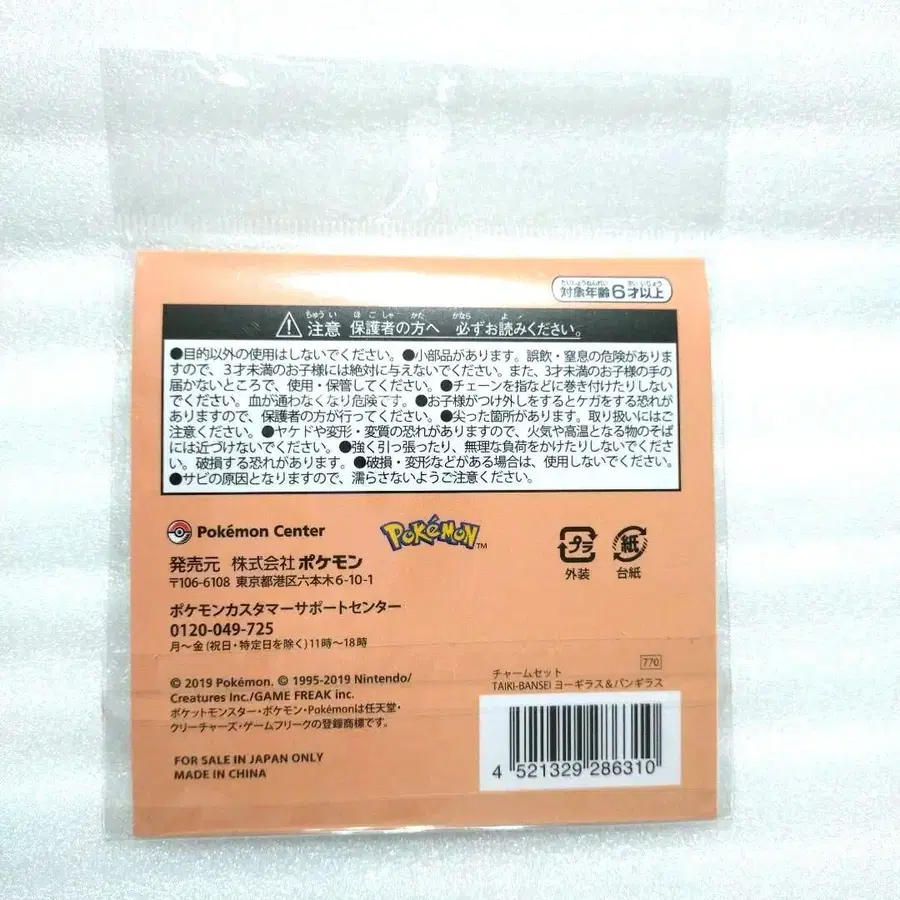 対象年齢6才以上
注意 保護者の方へ 必ずお読みください。
●目的以外の使用はしないでください。●小部品があります。誤飲・窒息の危険がありま
すので、3才未満のお子様には絶対に与えないでください。また、3才未満のお子様の手の
届かないところで、使用・保管してください。●チェーンを指などに巻き付けたりしない
でください。血が通わなくなり危険です。●お子様がつけ外しをするとケガをする恐れが
ありますので、保護者の方が行ってください。●尖った箇所があります。取り扱いにはご
注意ください。●ヤケドや変形・変質の恐れがありますので、火気や高温となる物のそば
には近づけないでください。●強く引っ張ったり、無理な負荷をかけたりしないでくださ
い。破損する恐れがあります。●破損・変形などがある場合は、使用しないでください。
●サビの原因となりますので、濡らさないようご注意ください。
Pokémon Center
POKéMON™
プラ
外装
紙
台紙
発売元 株式会社ポケモン
〒106-6108 東京都港区六本木6-10-1
ポケモンカスタマーサポートセンター
0120-049-725
月～金(祝日・特定日を除く)11時～18時
© 2019 Pokémon. © 1995-2019 Nintendo/
Creatures Inc./GAME FREAK inc.
ポケットモンスター・ポケモン・Pokémonは任天堂・
クリーチャーズ・ゲームフリークの登録商標です。
FOR SALE IN JAPAN ONLY
MADE IN CHINA
770
チャームセット
TAIKI-BANSEI ヨーギラス&バンギラス
4 521329 286310